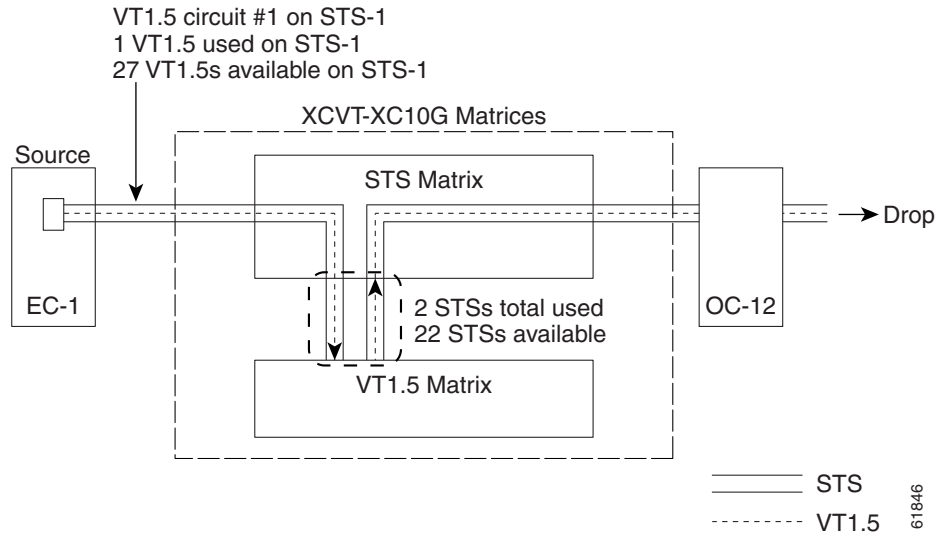 VT1.5 circuit #1 on STS-1
1 VT1.5 used on STS-1
27 VT1.5s available on STS-1
XCVT-XC10G Matrices
Source
STS Matrix
Drop
EC-1
2 STSs total used
22 STSs available
OC-12
VT1.5 Matrix
STS
VT1.5
61846